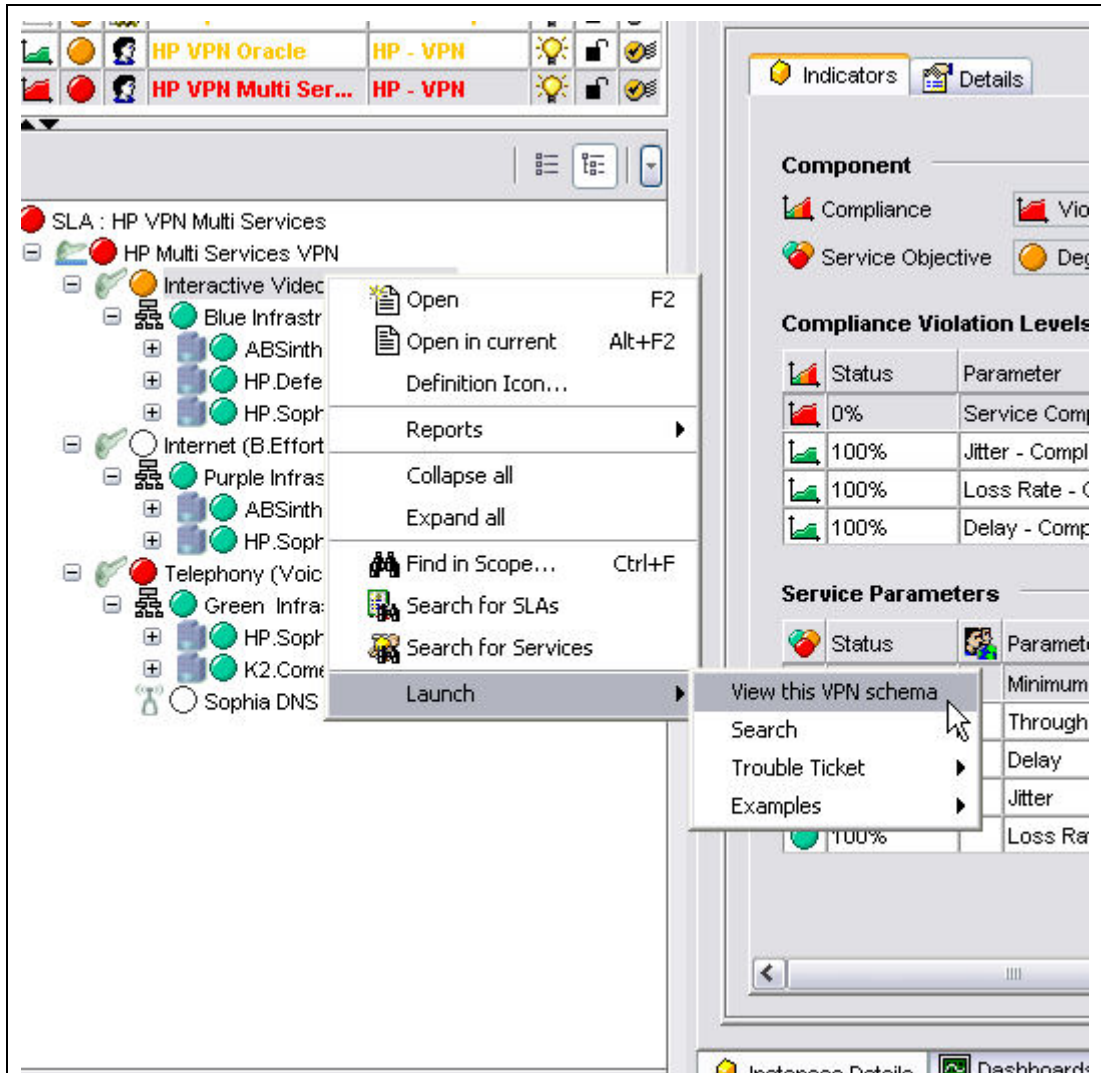 HP VPN Oracle HP - VPN
HP VPN Multi Ser... HP - VPN
SLA : HP VPN Multi Services
HP Multi Services VPN
Interactive Videc
Blue Infrastr
ABSinth
HP.Defe
HP.Soph
Internet (B.Effort
Purple Infras
ABSinth
HP.Soph
Telephony (Voic
Green Infra
HP.Soph
K2.Come
Sophia DNS
Open F2
Open in current Alt+F2
Definition Icon...
Reports
Collapse all
Expand all
Find in Scope... Ctrl+F
Search for SLAs
Search for Services
Launch
View this VPN schema
Search
Trouble Ticket
Examples
Indicators Details
Component
Compliance Vio
Service Objective Deg
Compliance Violation Levels
Status Parameter
0% Service Comp
100% Jitter - Compl
100% Loss Rate - C
100% Delay - Comp
Service Parameters
Status Paramete
Minimum
Through
Delay
Jitter
100% Loss Ra
Instances Details Dashboards